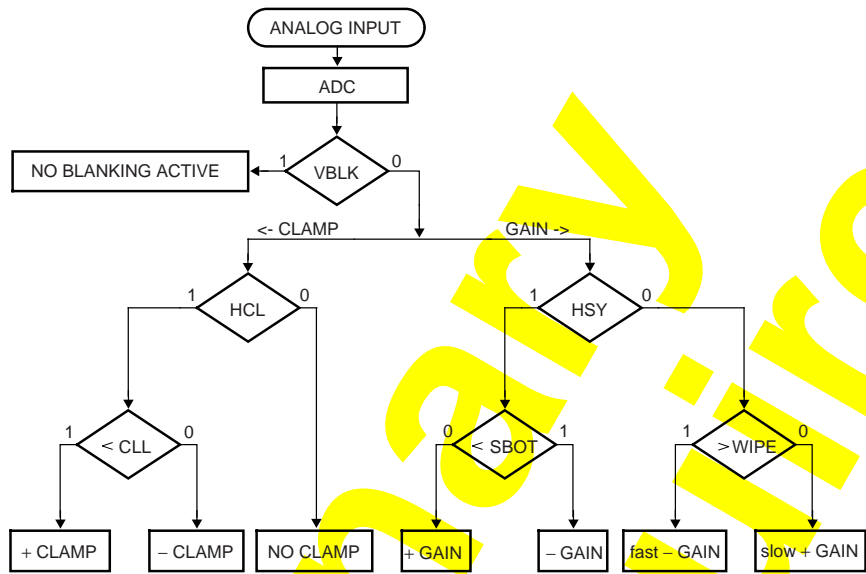 ANALOG INPUT
ADC
1 VBLK 0
NO BLANKING ACTIVE
<- CLAMP GAIN ->
1 HCL 0 1 HSY 0
1 < CLL 0 0 < SBOT 1 1 > WIPE 0
+ CLAMP − CLAMP NO CLAMP + GAIN − GAIN fast − GAIN slow + GAIN